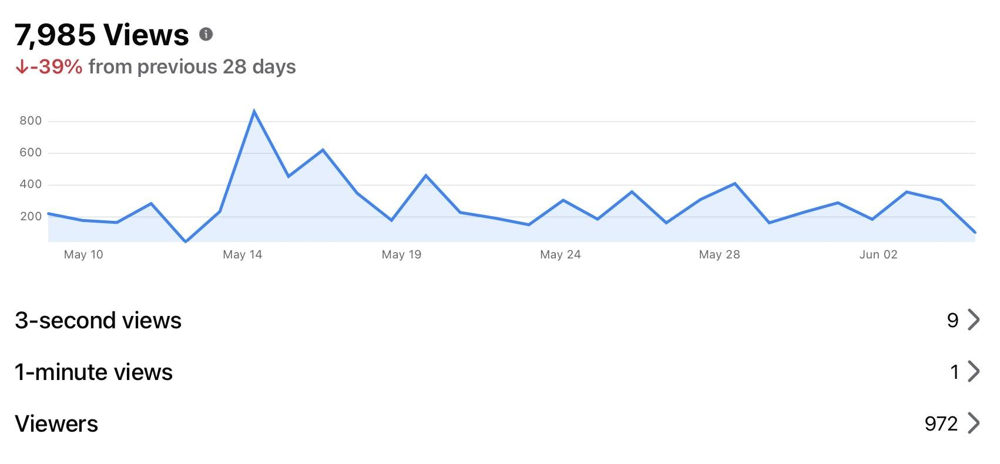 7,985 Views
↓-39% from previous 28 days
800
600
400
200
May 10 May 14 May 19 May 24 May 28 Jun 02
3-second views 9
1-minute views 1
Viewers 972